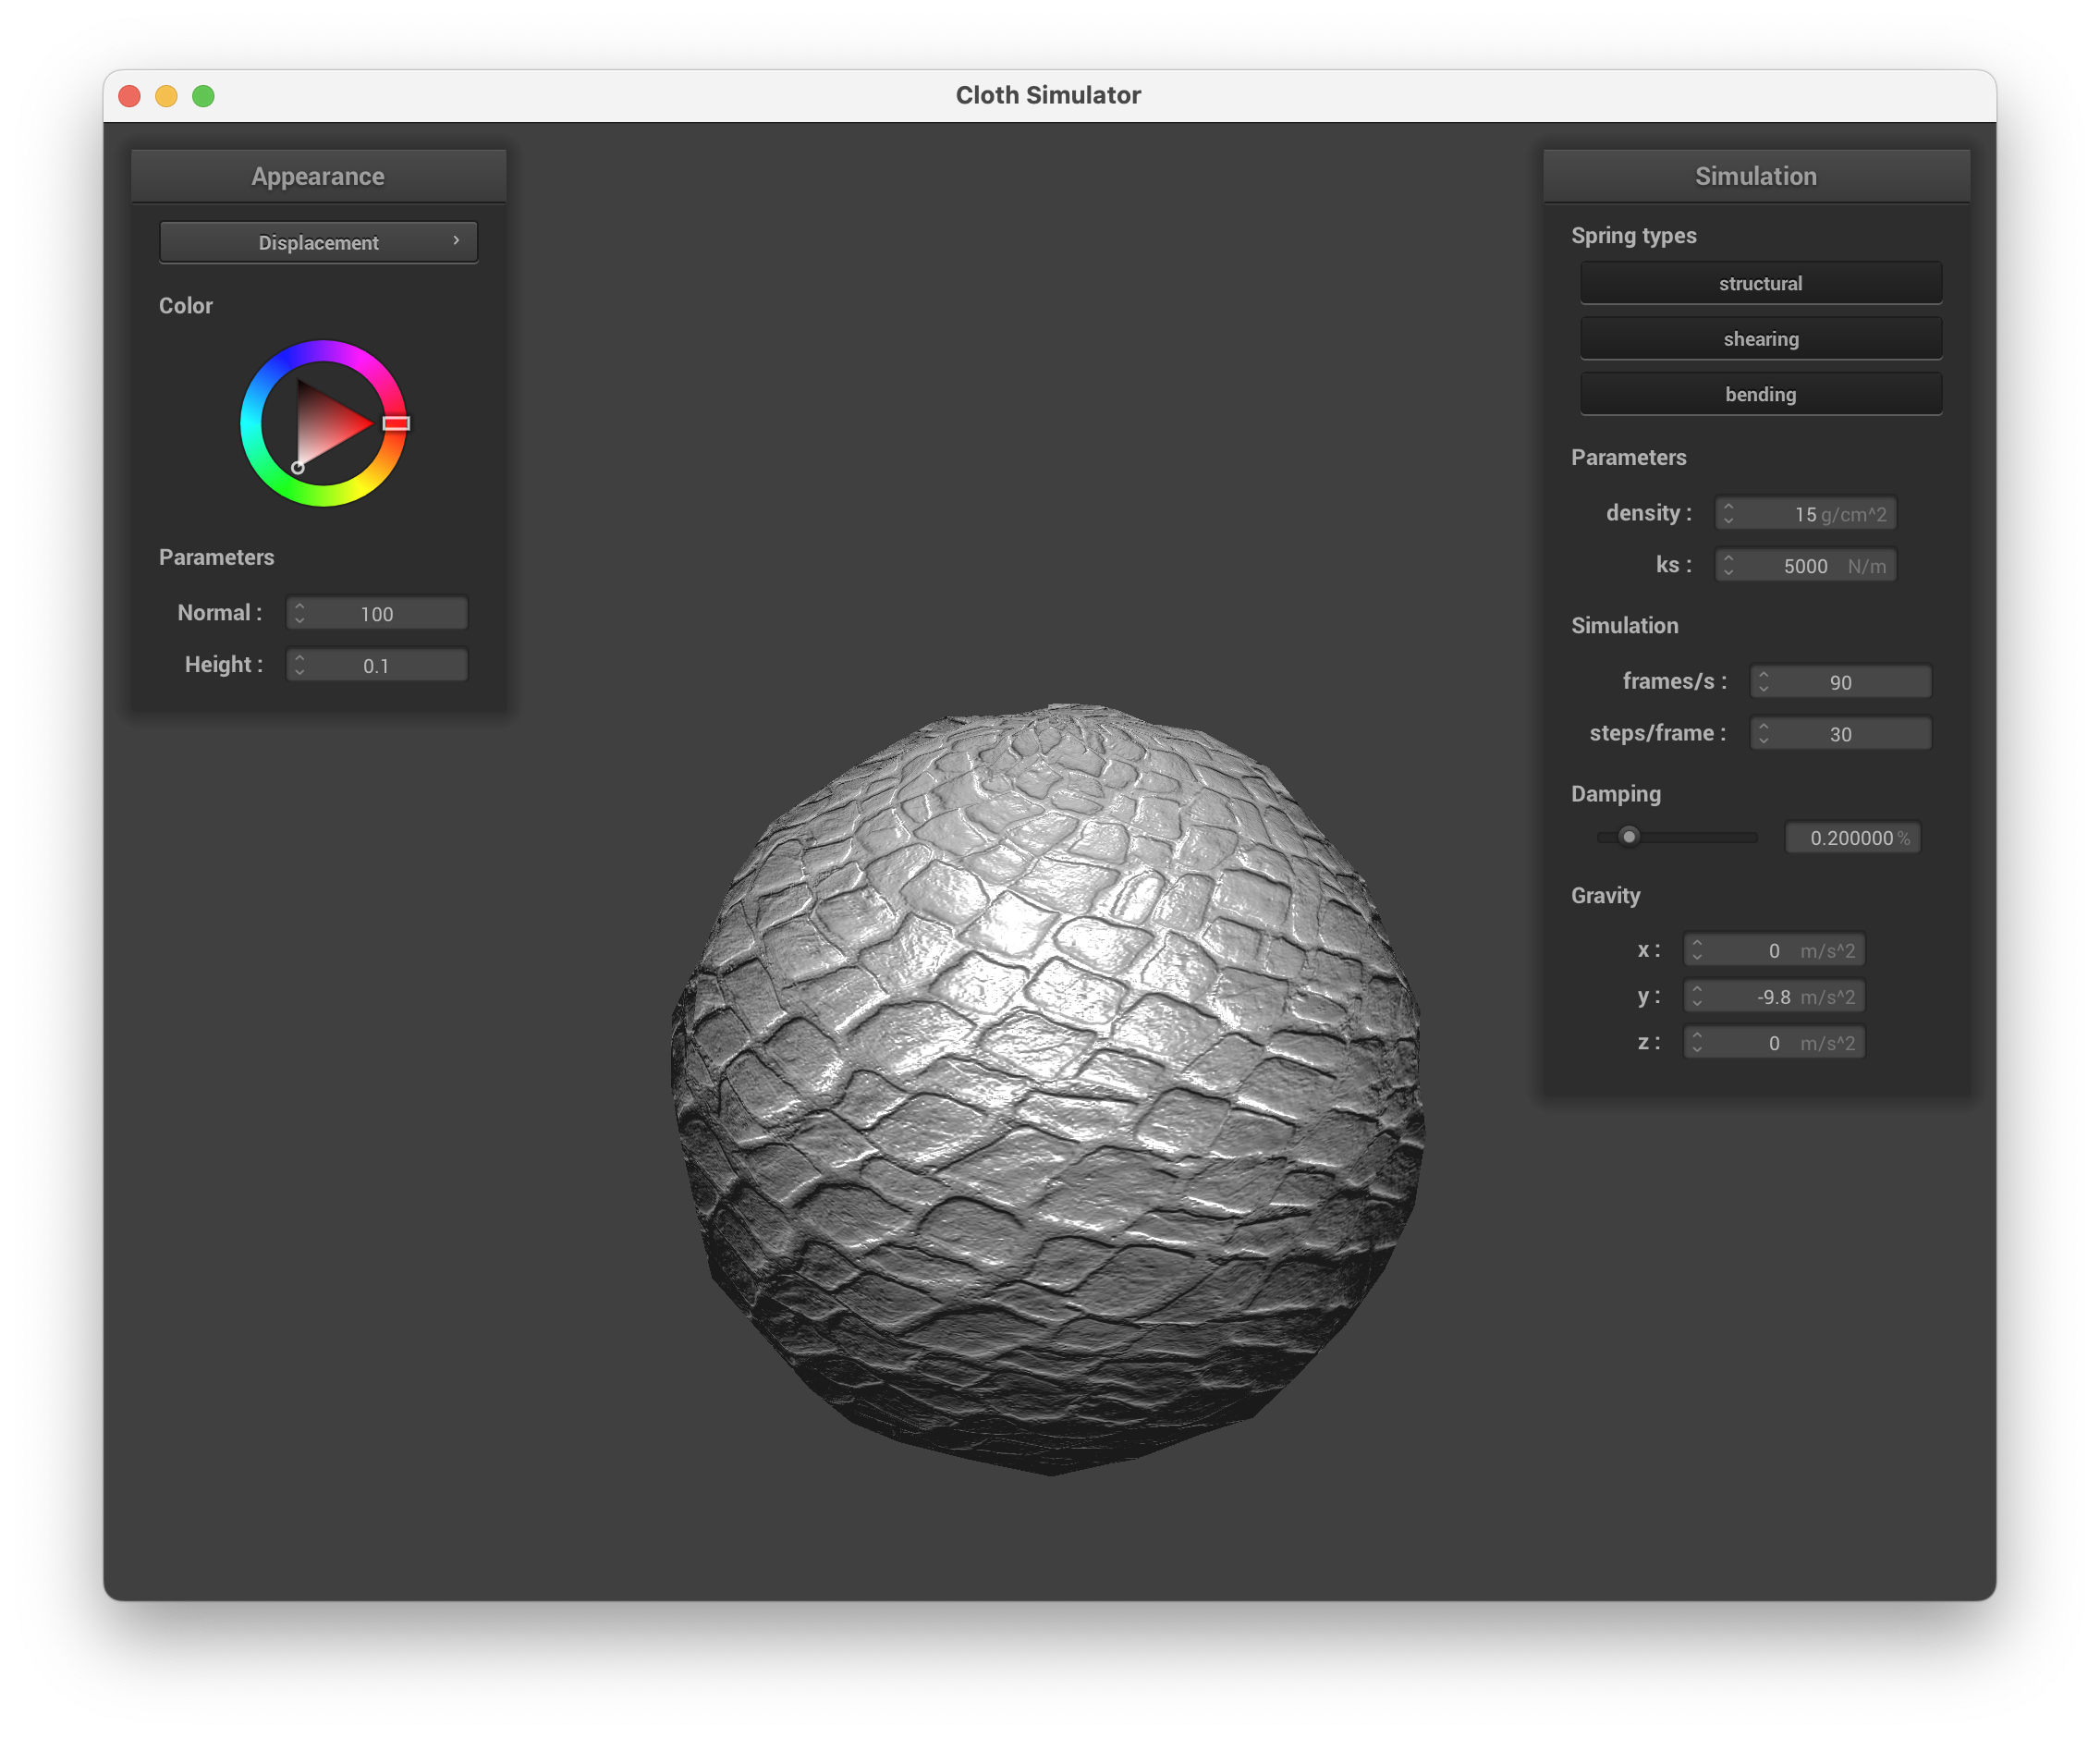 Cloth Simulator
Appearance
Displacement
Color
Parameters
Normal : 100
Height : 0.1
Simulation
Spring types
structural
shearing
bending
Parameters
density : 15 g/cm^2
ks : 5000 N/m
Simulation
frames/s : 90
steps/frame : 30
Damping
0.200000 %
Gravity
x : 0 m/s^2
y : -9.8 m/s^2
z : 0 m/s^2